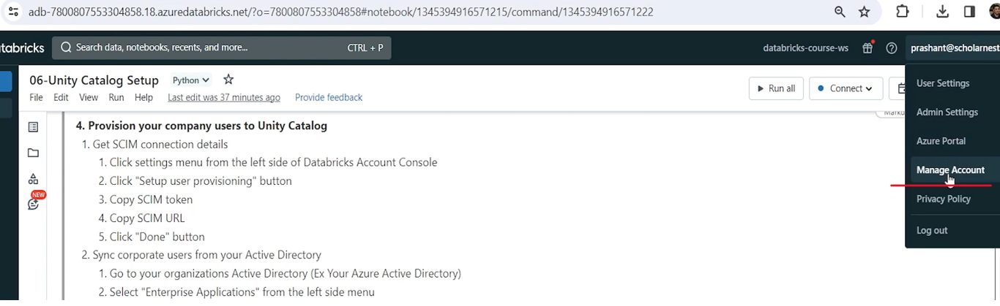 adb-7800807553304858.18.azuredatabricks.net/?o=7800807553304858#notebook/1345394916571215/command/1345394916571222
tabricks
Search data, notebooks, recents, and more...
CTRL + P
databricks-course-ws
prashant@scholarnest
06-Unity Catalog Setup
Python
File Edit View Run Help Last edit was 37 minutes ago Provide feedback
Run all
Connect
User Settings
Admin Settings
Azure Portal
Manage Account
Privacy Policy
Log out
NEW
4. Provision your company users to Unity Catalog
1. Get SCIM connection details
1. Click settings menu from the left side of Databricks Account Console
2. Click "Setup user provisioning" button
3. Copy SCIM token
4. Copy SCIM URL
5. Click "Done" button
2. Sync corporate users from your Active Directory
1. Go to your organizations Active Directory (Ex Your Azure Active Directory)
2. Select "Enterprise Applications" from the left side menu